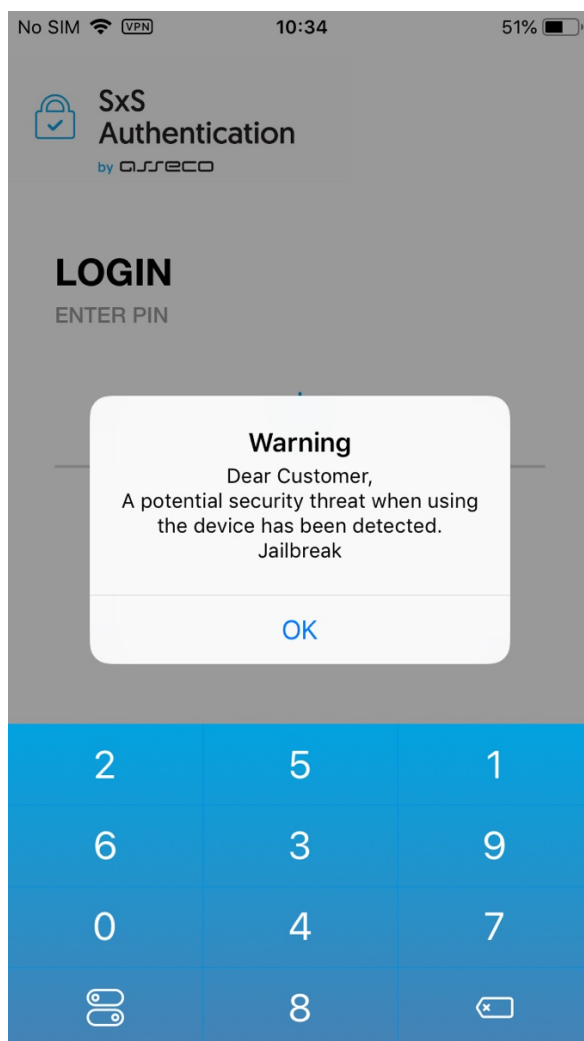 No SIM VPN 10:34 51%
SxS
Authentication
by asseco
LOGIN
ENTER PIN
Warning
Dear Customer,
A potential security threat when using
the device has been detected.
Jailbreak
OK
2 5 1
6 3 9
0 4 7
8